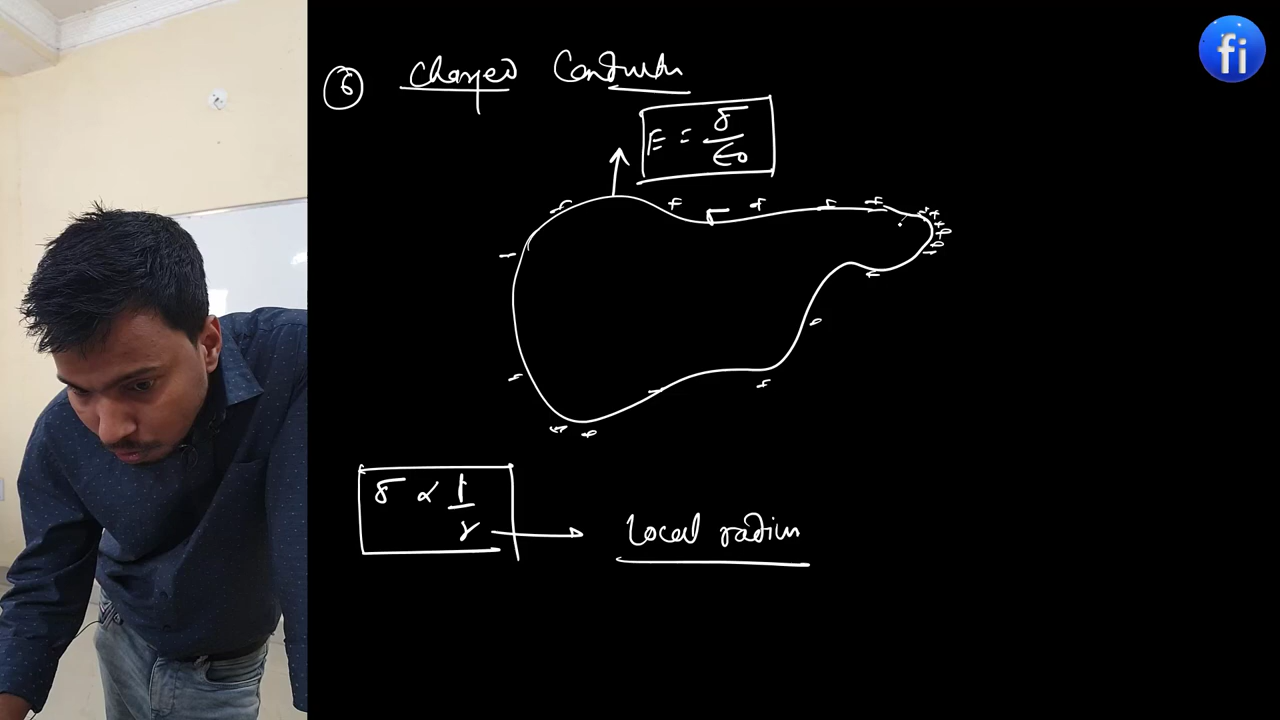 fi
⑥ Charged Conductor
E = σ/ε₀
σ ∝ 1/r → local radius